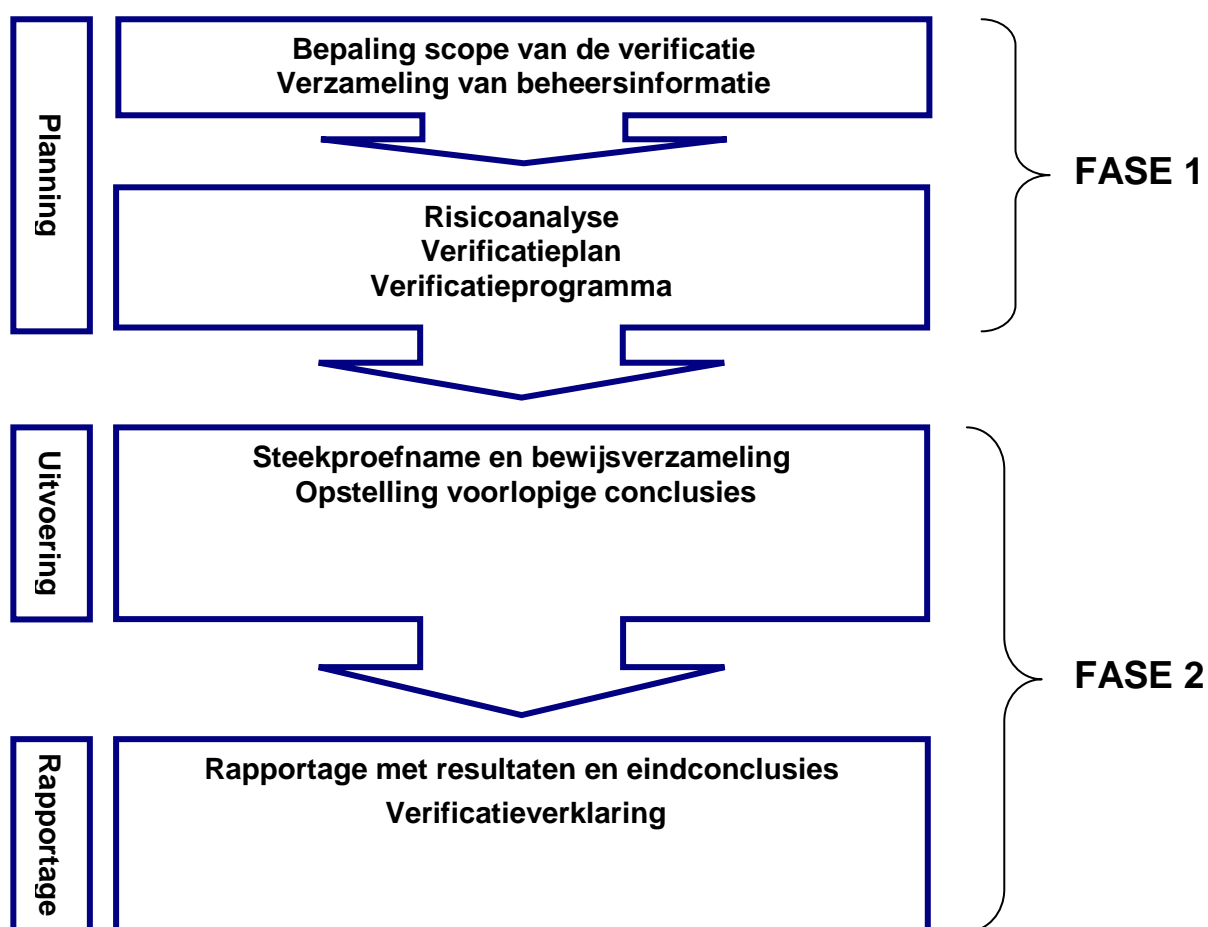 Planning
Bepaling scope van de verificatie
Verzameling van beheersinformatie
Risicoanalyse
Verificatieplan
Verificatieprogramma
FASE 1
Uitvoering
Steekproefname en bewijsverzameling
Opstelling voorlopige conclusies
Rapportage
Rapportage met resultaten en eindconclusies
Verificatieverklaring
FASE 2